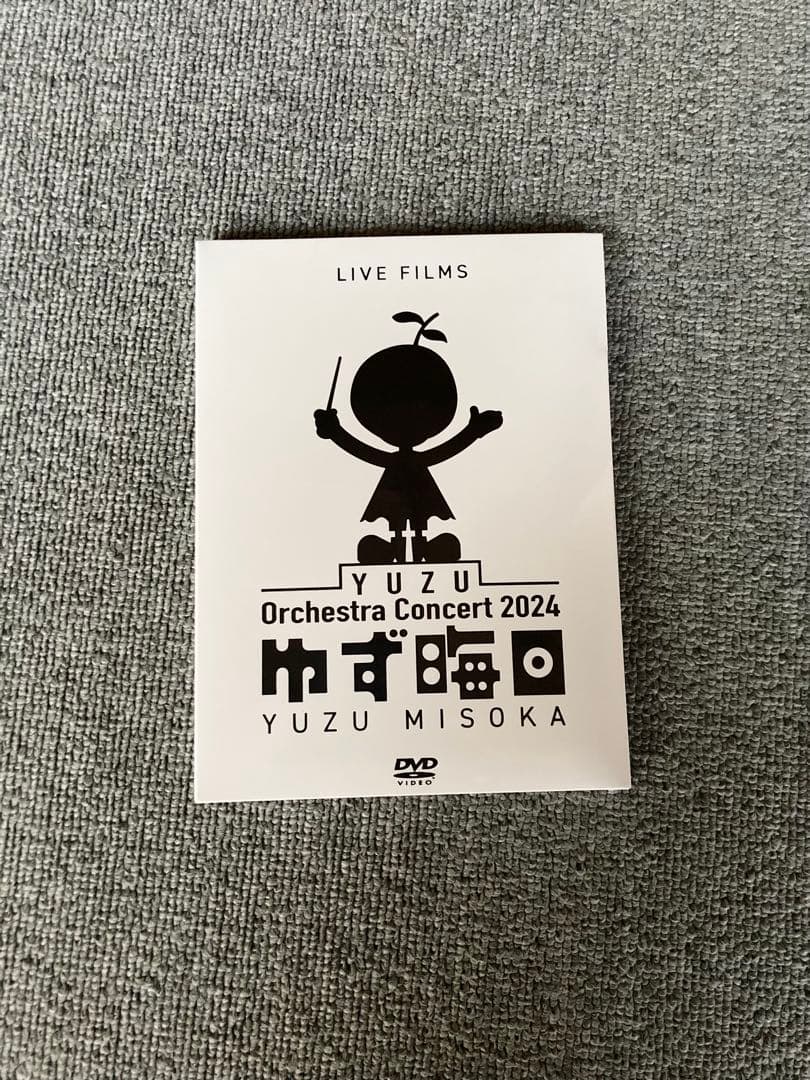 LIVE FILMS
YUZU
Orchestra Concert 2024
ゆず晦日
YUZU MISOKA
DVD
VIDEO